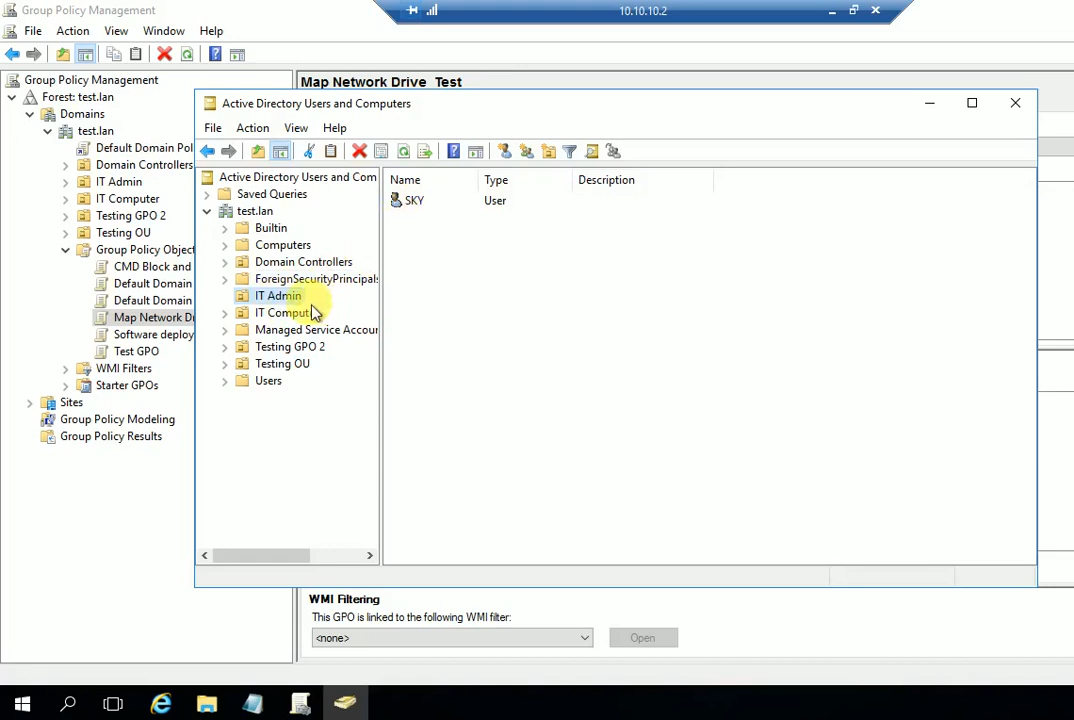 Group Policy Management
10.10.10.2
File Action View Window Help
Group Policy Management
Forest: test.lan
Domains
test.lan
Default Domain Pol
Domain Controllers
IT Admin
IT Computer
Testing GPO 2
Testing OU
Group Policy Object
CMD Block and
Default Domain
Default Domain
Map Network Dr
Software deploy
Test GPO
WMI Filters
Starter GPOs
Sites
Group Policy Modeling
Group Policy Results
Map Network Drive Test
Active Directory Users and Computers
File Action View Help
Active Directory Users and Com
Saved Queries
test.lan
Builtin
Computers
Domain Controllers
ForeignSecurityPrincipals
IT Admin
IT Comput
Managed Service Accour
Testing GPO 2
Testing OU
Users
Name Type Description
SKY User
WMI Filtering
This GPO is linked to the following WMI filter:
<none> Open